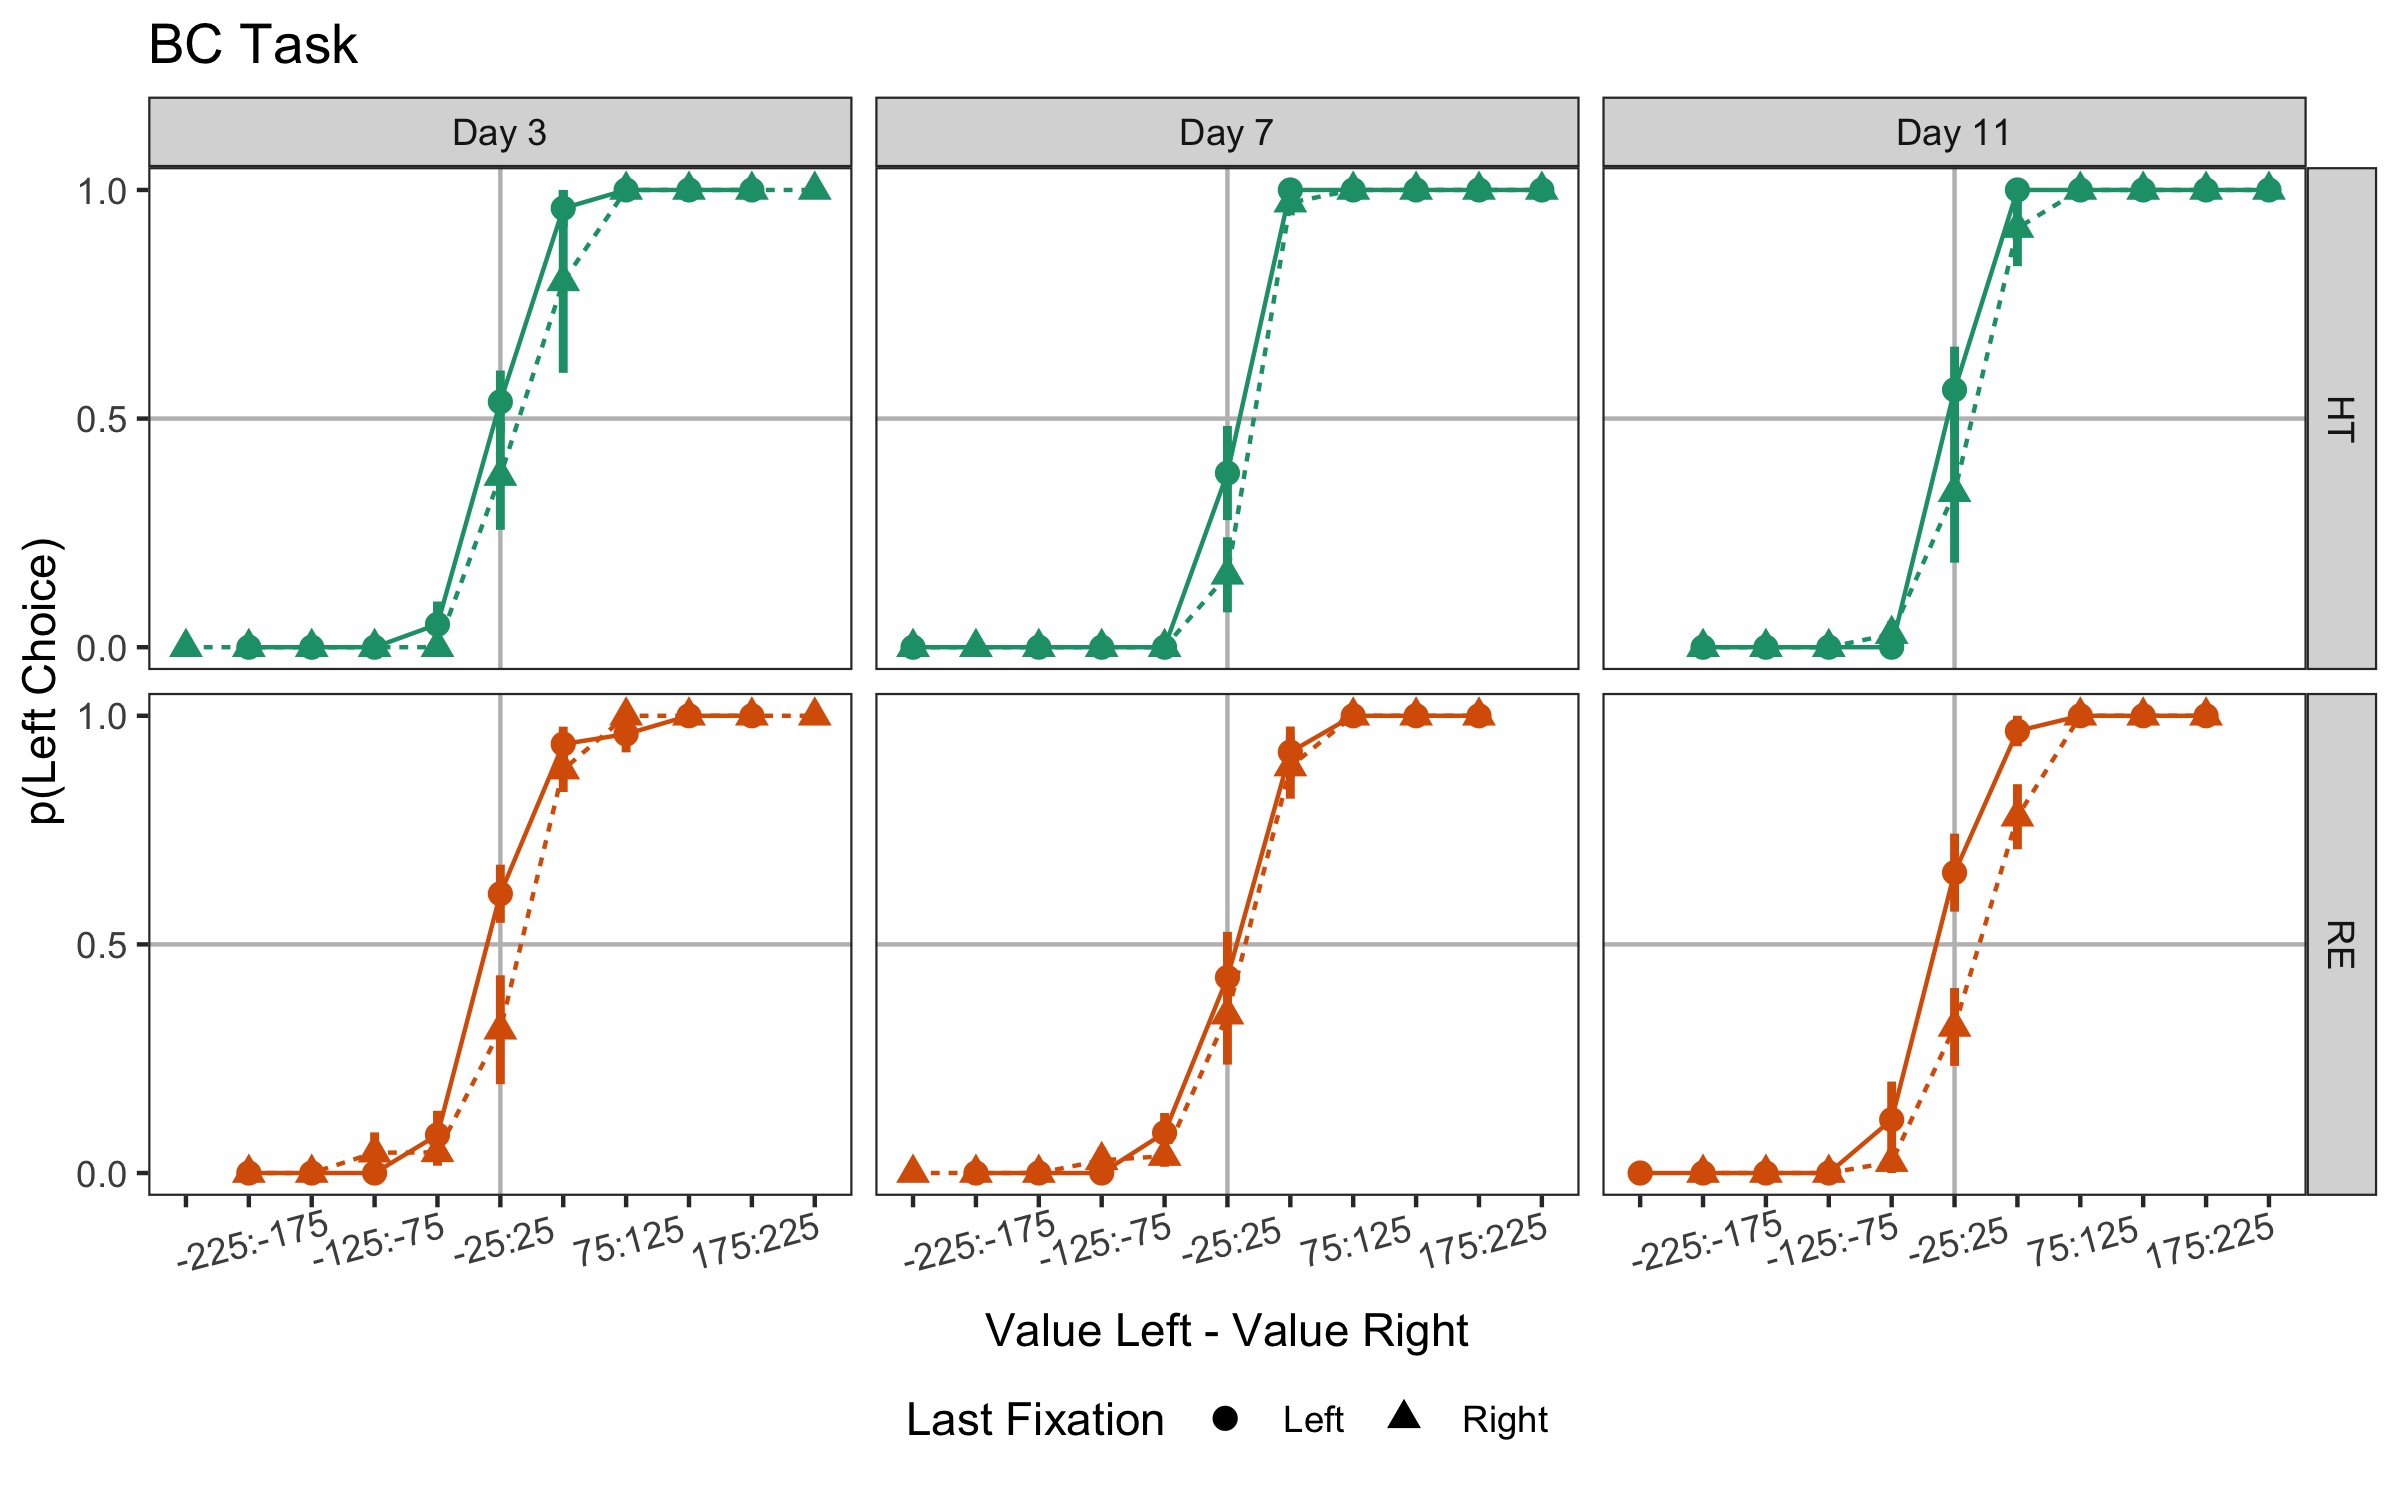 BC Task
Day 3
Day 7
Day 11
p(Left Choice)
1.0
0.5
0.0
HT
1.0
0.5
0.0
RE
-225:-175
-125:-75
-25:25
75:125
175:225
-225:-175
-125:-75
-25:25
75:125
175:225
-225:-175
-125:-75
-25:25
75:125
175:225
Value Left - Value Right
Last Fixation Left Right